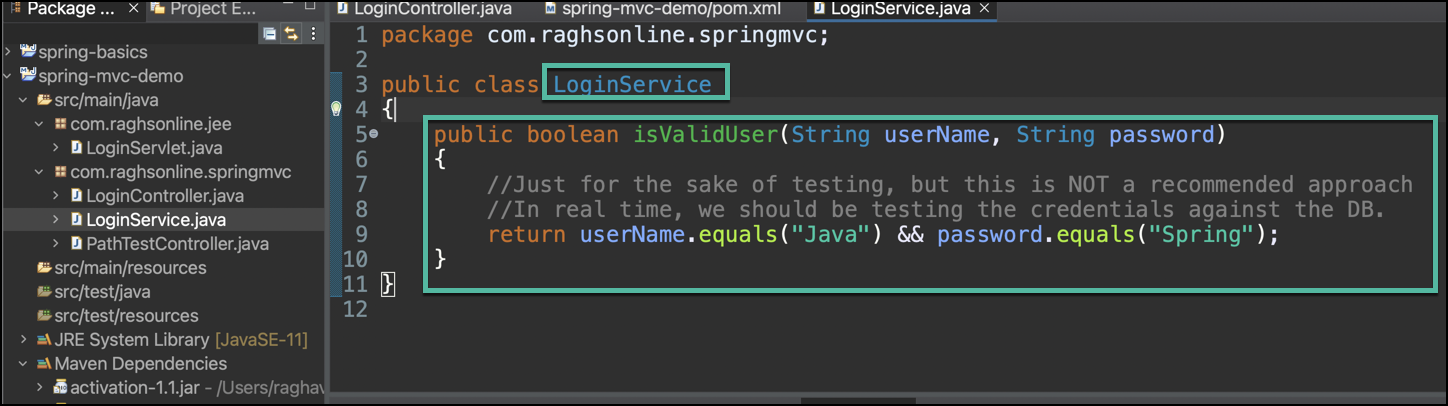 Package ...
Project E...
LoginController.java
spring-mvc-demo/pom.xml
LoginService.java
spring-basics
spring-mvc-demo
src/main/java
com.raghsonline.jee
LoginServlet.java
com.raghsonline.springmvc
LoginController.java
LoginService.java
PathTestController.java
src/main/resources
src/test/java
src/test/resources
JRE System Library [JavaSE-11]
Maven Dependencies
activation-1.1.jar - /Users/raghav
1 package com.raghsonline.springmvc;
2
3 public class LoginService
4 {
5 public boolean isValidUser(String userName, String password)
6 {
7 //Just for the sake of testing, but this is NOT a recommended approach
8 //In real time, we should be testing the credentials against the DB.
9 return userName.equals("Java") && password.equals("Spring");
10 }
11 }
12